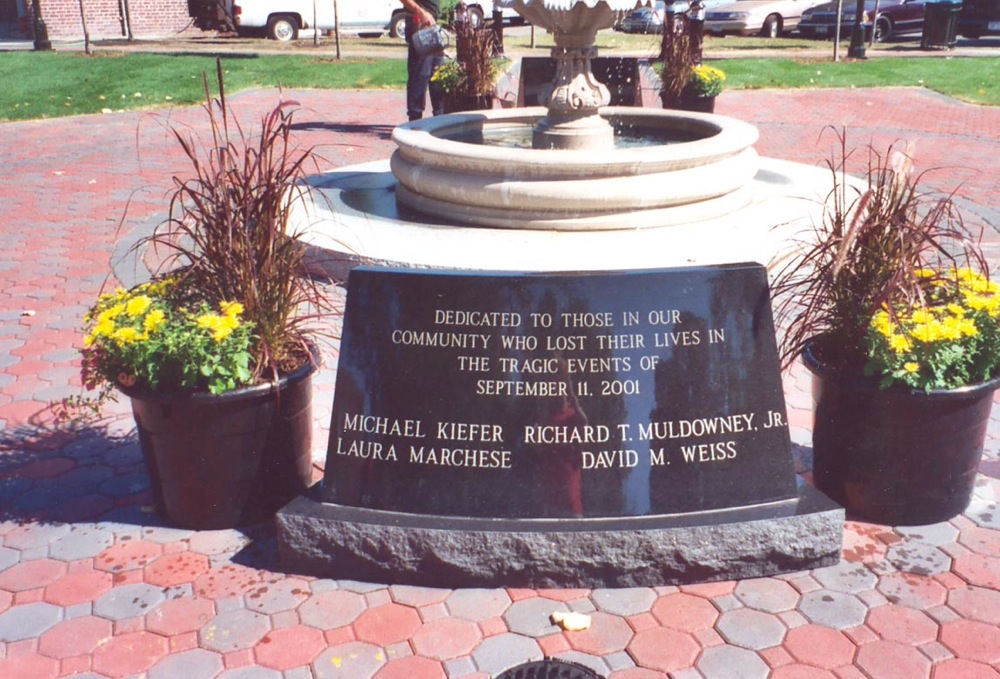 DEDICATED TO THOSE IN OUR
COMMUNITY WHO LOST THEIR LIVES IN
THE TRAGIC EVENTS OF
SEPTEMBER 11, 2001
MICHAEL KIEFER RICHARD T. MULDOWNEY, JR.
LAURA MARCHESE DAVID M. WEISS